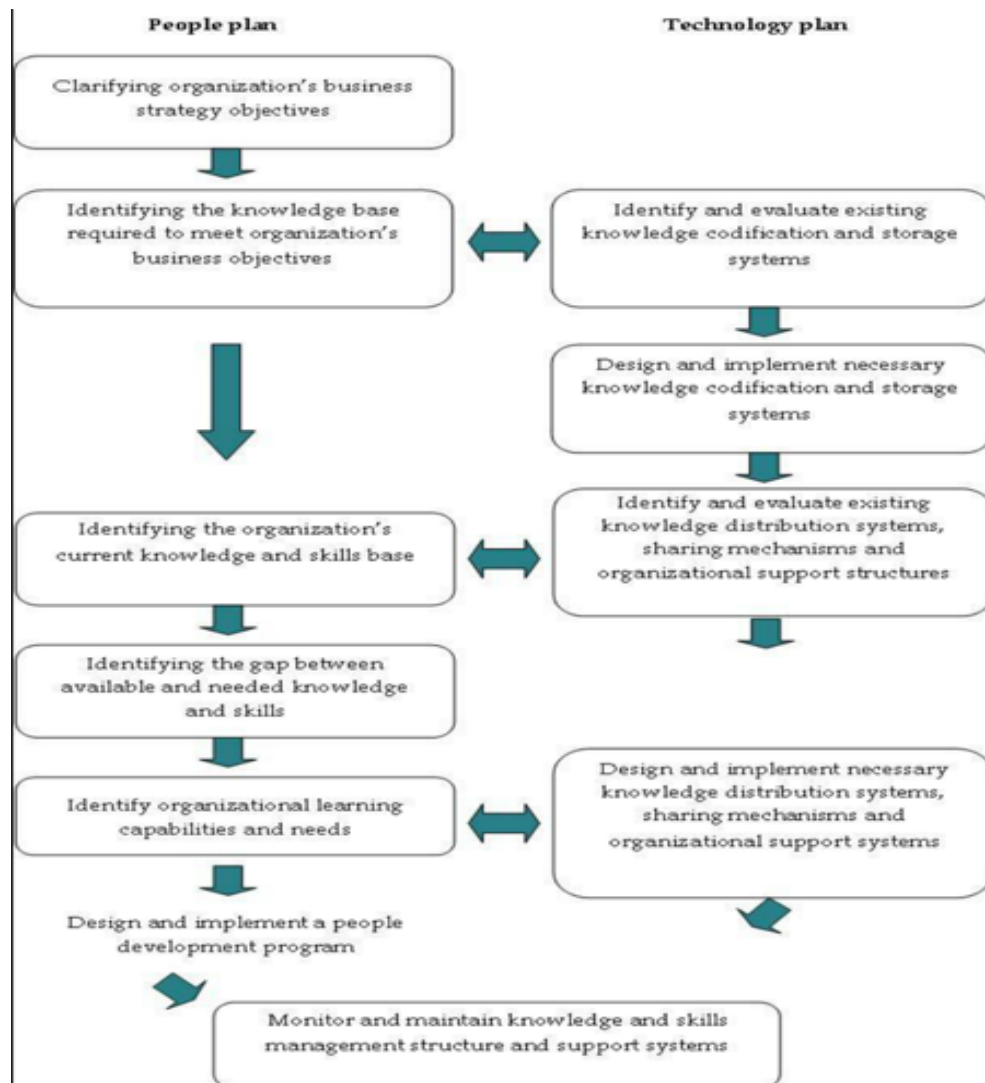 People plan
Technology plan
Clarifying organization's business
strategy objectives
Identifying the knowledge base
required to meet organization's
business objectives
Identify and evaluate existing
knowledge codification and storage
systems
Design and implement necessary
knowledge codification and storage
systems
Identifying the organization's
current knowledge and skills base
Identify and evaluate existing
knowledge distribution systems,
sharing mechanisms and
organizational support structures
Identifying the gap between
available and needed knowledge
and skills
Identify organizational learning
capabilities and needs
Design and implement necessary
knowledge distribution systems,
sharing mechanisms and
organizational support systems
Design and implement a people
development program
Monitor and maintain knowledge and skills
management structure and support systems